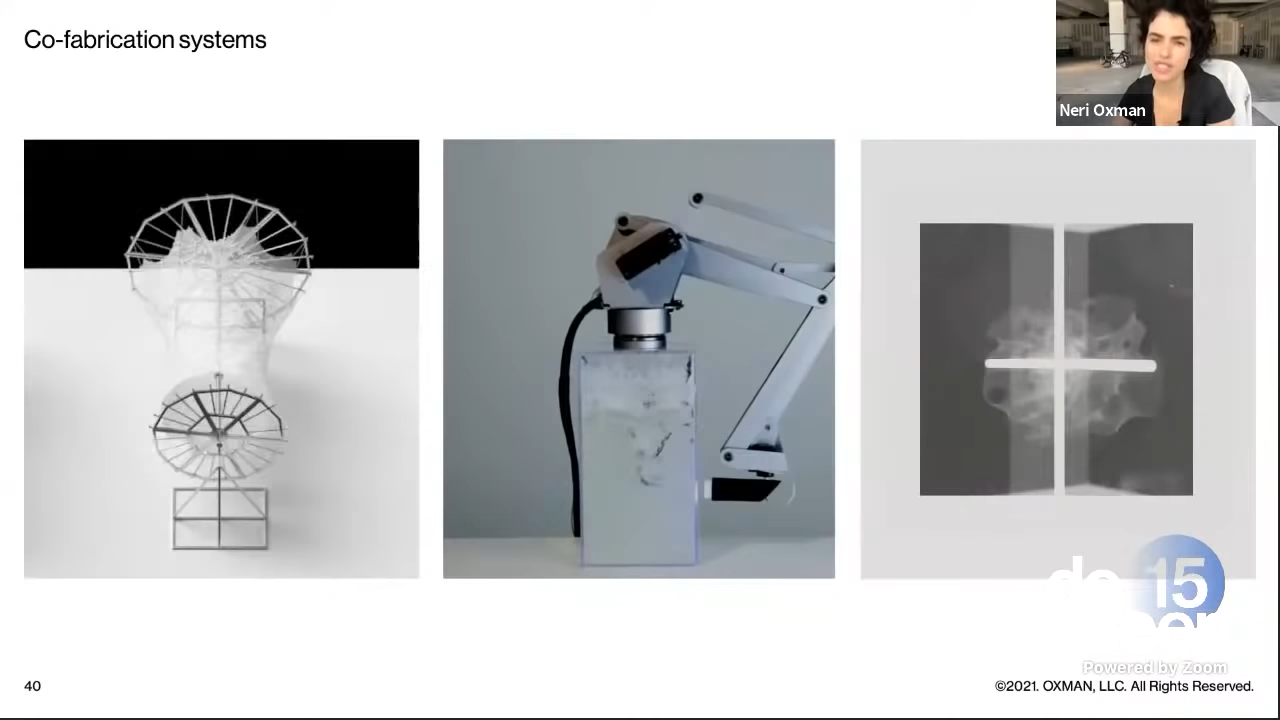 Co-fabrication systems
Neri Oxman
15
Powered by Zoom
40
©2021. OXMAN, LLC. All Rights Reserved.